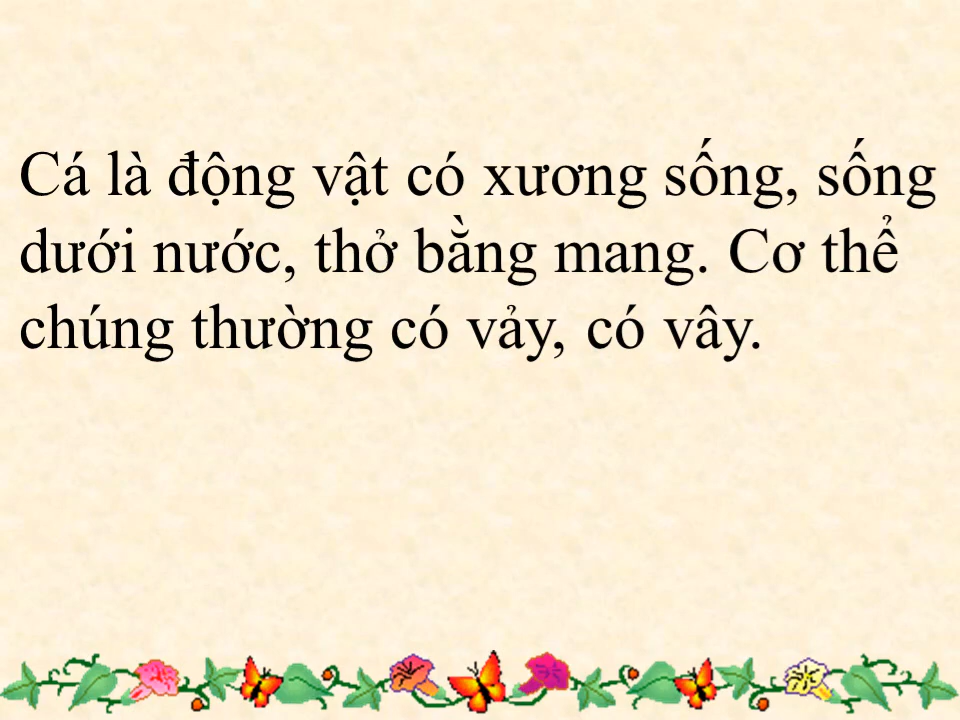 Cá là động vật có xương sống, sống
dưới nước, thở bằng mang. Cơ thể
chúng thường có vảy, có vây.